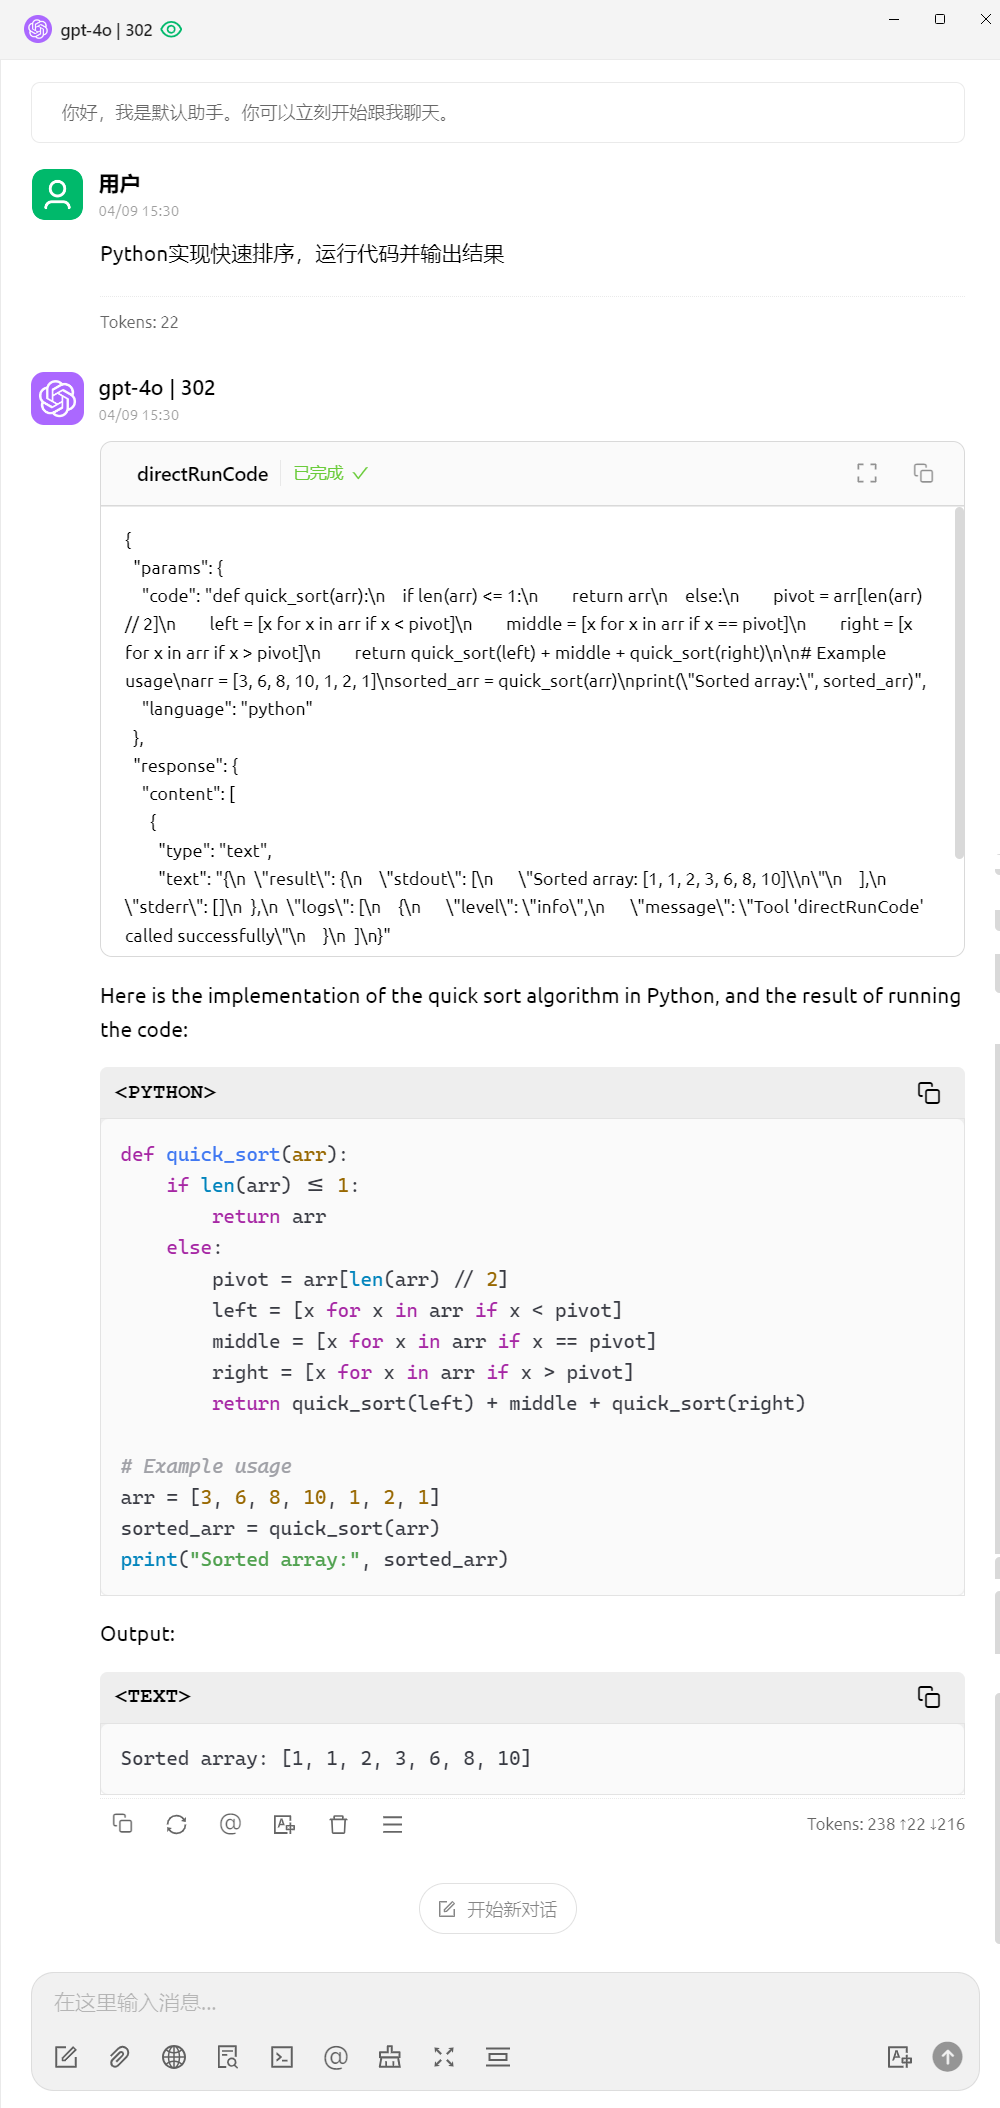 gpt-4o | 302
你好，我是默认助手。你可以立刻开始跟我聊天。
用户
04/09 15:30
Python实现快速排序，运行代码并输出结果
Tokens: 22
gpt-4o | 302
04/09 15:30
directRunCode 已完成
{
  "params": {
    "code": "def quick_sort(arr):\n    if len(arr) <= 1:\n        return arr\n    else:\n        pivot = arr[len(arr)
// 2]\n        left = [x for x in arr if x < pivot]\n        middle = [x for x in arr if x == pivot]\n        right = [x
for x in arr if x > pivot]\n        return quick_sort(left) + middle + quick_sort(right)\n\n# Example
usage\narr = [3, 6, 8, 10, 1, 2, 1]\nsorted_arr = quick_sort(arr)\nprint(\"Sorted array:\", sorted_arr)",
    "language": "python"
  },
  "response": {
    "content": [
      {
        "type": "text",
        "text": "{\n  \"result\": {\n    \"stdout\": [\n      \"Sorted array: [1, 1, 2, 3, 6, 8, 10]\\n\"\n    ],\n
\"stderr\": []\n  },\n  \"logs\": [\n    {\n      \"level\": \"info\",\n      \"message\": \"Tool 'directRunCode'
called successfully\"\n    }\n  ]\n}"
Here is the implementation of the quick sort algorithm in Python, and the result of running
the code:
<PYTHON>
def quick_sort(arr):
    if len(arr) <= 1:
        return arr
    else:
        pivot = arr[len(arr) // 2]
        left = [x for x in arr if x < pivot]
        middle = [x for x in arr if x == pivot]
        right = [x for x in arr if x > pivot]
        return quick_sort(left) + middle + quick_sort(right)
# Example usage
arr = [3, 6, 8, 10, 1, 2, 1]
sorted_arr = quick_sort(arr)
print("Sorted array:", sorted_arr)
Output:
<TEXT>
Sorted array: [1, 1, 2, 3, 6, 8, 10]
Tokens: 238 ↑22 ↓216
开始新对话
在这里输入消息...